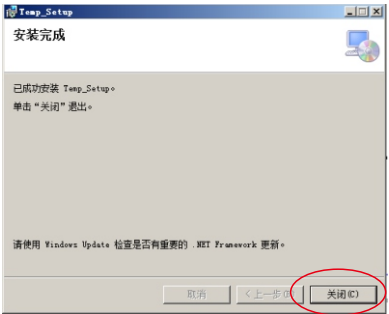 Temp_Setup
安装完成
已成功安装 Temp_Setup。
单击“关闭”退出。
请使用 Windows Update 检查是否有重要的 .NET Framework 更新。
取消
<上一步(P)
关闭(C)